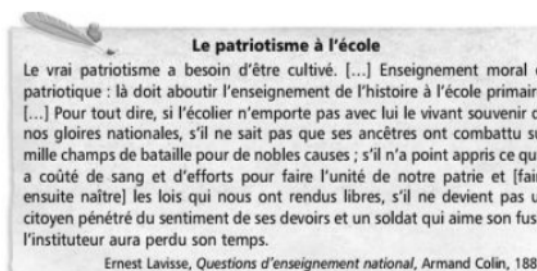 Le patriotisme à l'école
Le vrai patriotisme a besoin d'être cultivé. […] Enseignement moral
patriotique : là doit aboutir l'enseignement de l'histoire à l'école
[…] Pour tout dire, si l'écolier n'emporte pas avec lui le vivant souvenir
nos gloires nationales, s'il ne sait pas que ses ancêtres ont combattu
mille champs de bataille pour de nobles causes ; s'il n'a point appris ce
a coûté de sang et d'efforts pour faire l'unité de notre patrie et
ensuite naître] les lois qui nous ont rendus libres, s'il ne devient pas
citoyen pénétré du sentiment de ses devoirs et un soldat qui aime son
l'instituteur aura perdu son temps.
Ernest Lavisse, Questions d'enseignement national, Armand Colin,